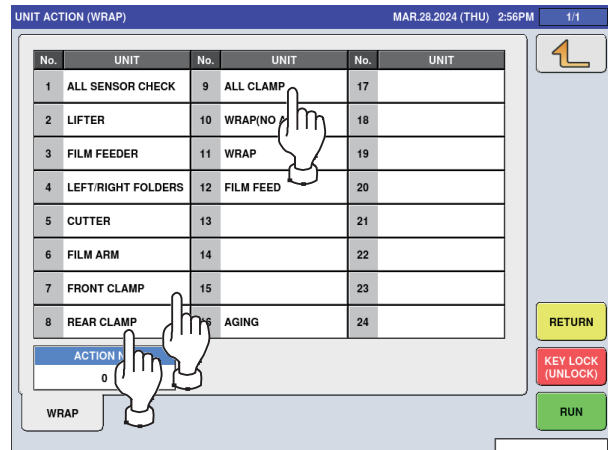 UNIT ACTION (WRAP) MAR.28.2024 (THU) 2:56PM 1/1
No. UNIT No. UNIT No. UNIT
1 ALL SENSOR CHECK 9 ALL CLAMP 17
2 LIFTER 10 WRAP(NO 18
3 FILM FEEDER 11 WRAP 19
4 LEFT/RIGHT FOLDERS 12 FILM FEED 20
5 CUTTER 13 21
6 FILM ARM 14 22
7 FRONT CLAMP 15 23
8 REAR CLAMP AGING 24
ACTION
0
WRAP
RETURN
KEY LOCK
(UNLOCK)
RUN